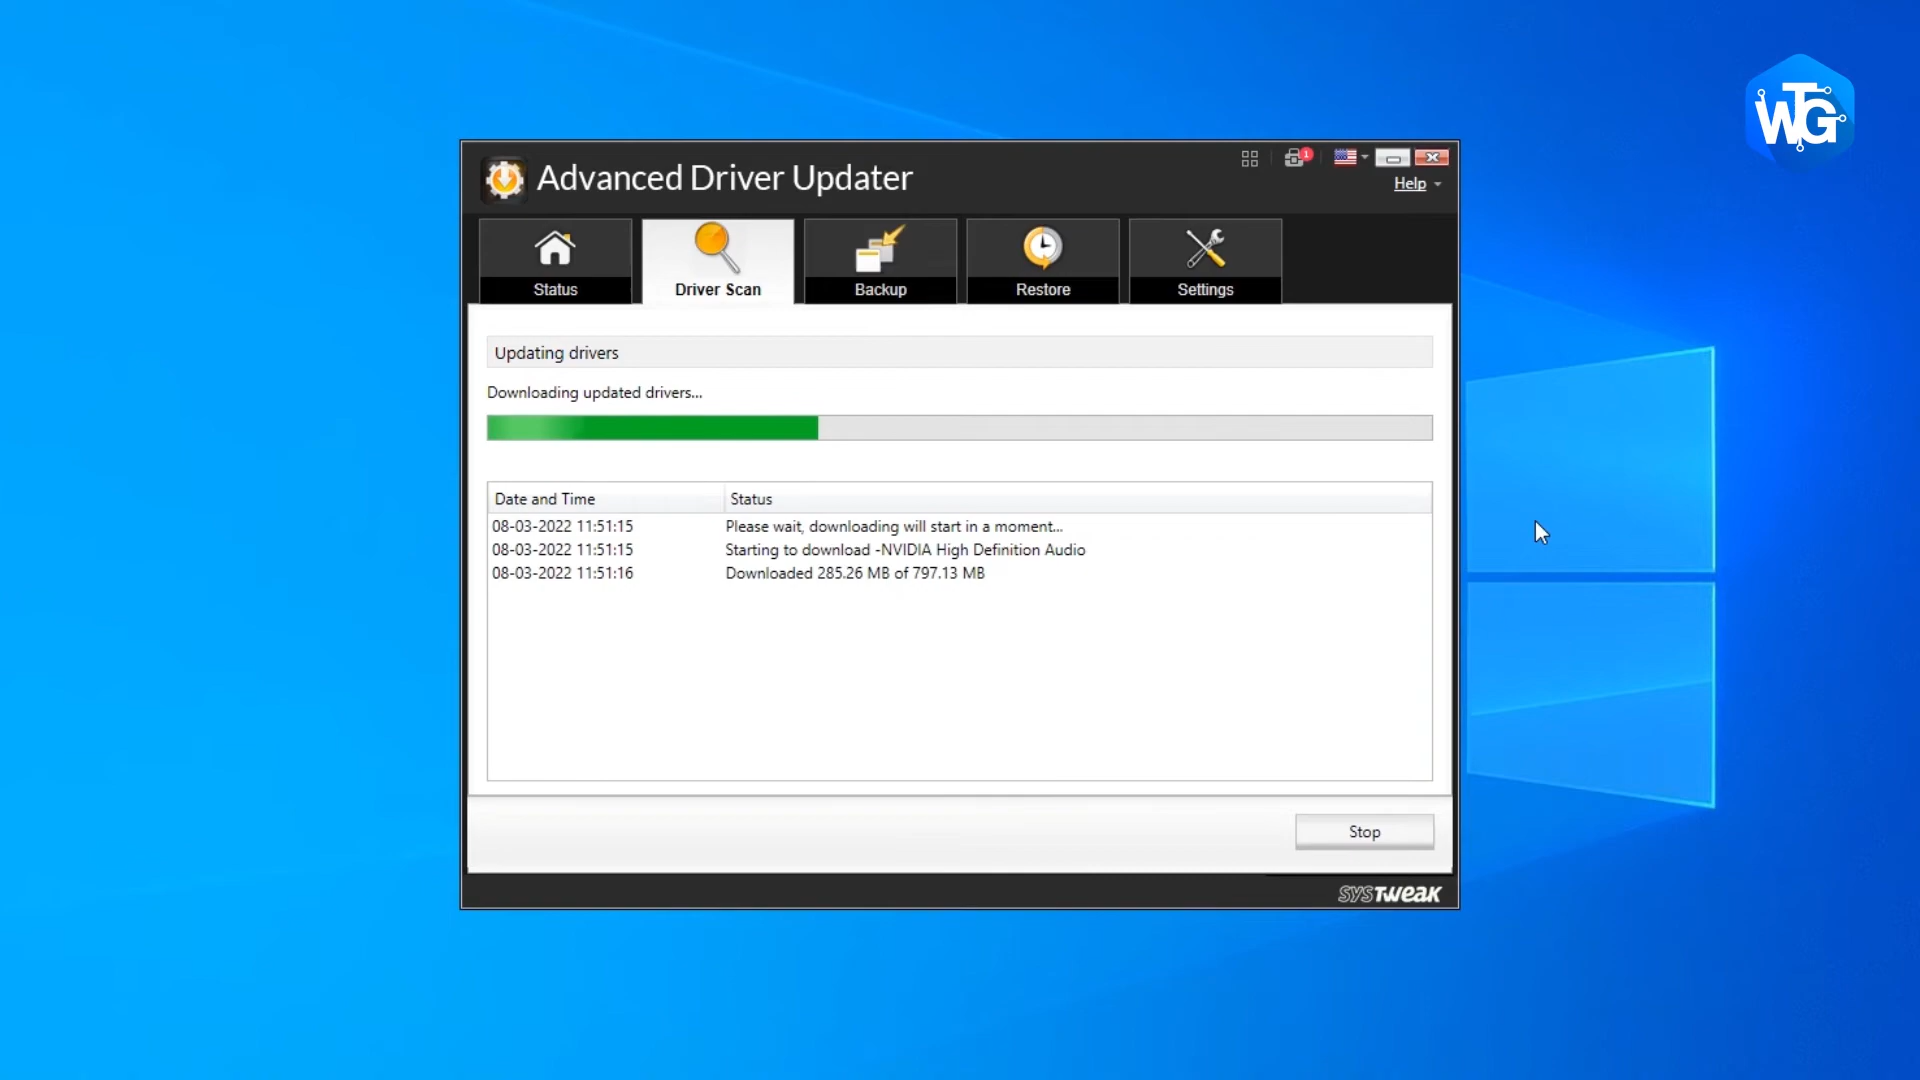 WTG
Advanced Driver Updater
1
Help
Status
Driver Scan
Backup
Restore
Settings
Updating drivers
Downloading updated drivers...
Date and Time Status
08-03-2022 11:51:15 Please wait, downloading will start in a moment...
08-03-2022 11:51:15 Starting to download -NVIDIA High Definition Audio
08-03-2022 11:51:16 Downloaded 285.26 MB of 797.13 MB
Stop
SYSTweak